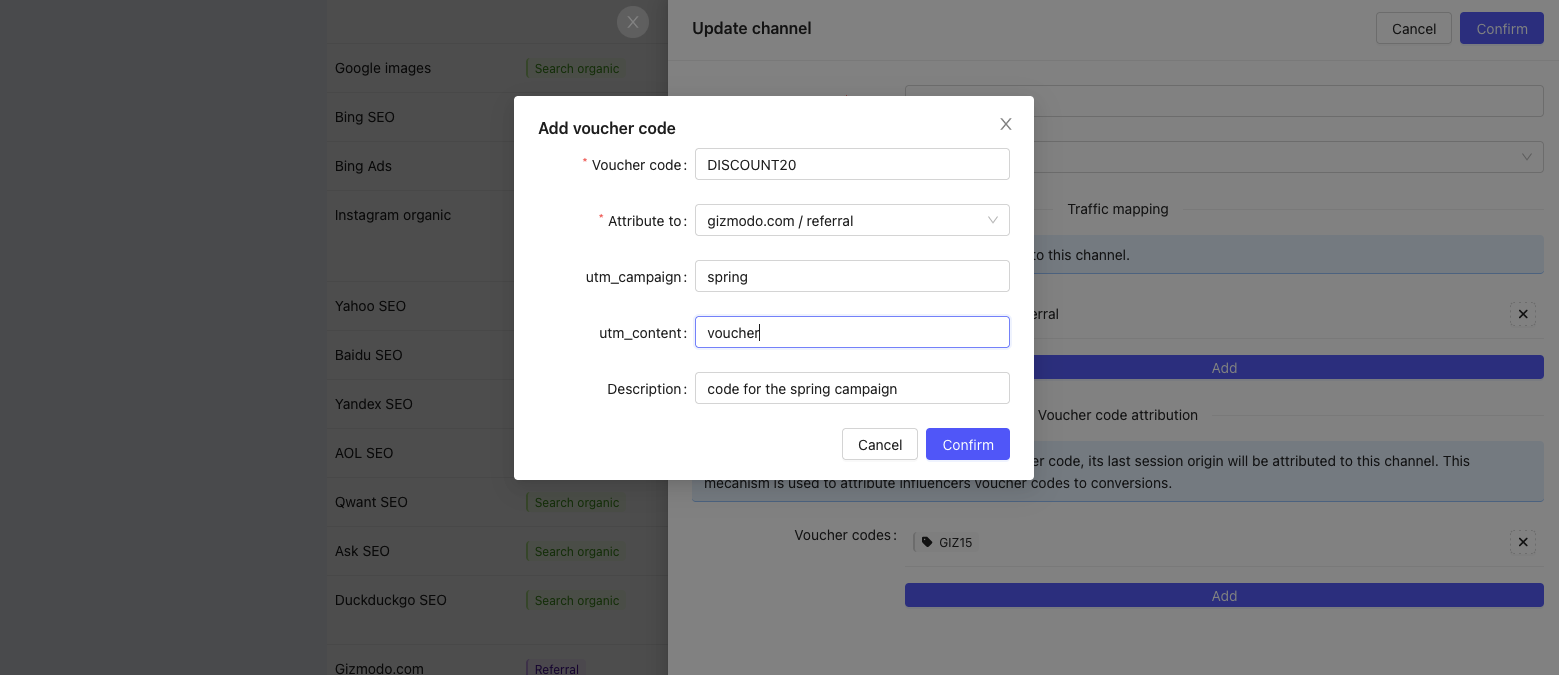 Google images
Search organic
Bing SEO
Bing Ads
Instagram organic
Yahoo SEO
Baidu SEO
Yandex SEO
AOL SEO
Qwant SEO
Search organic
Ask SEO
Search organic
Duckduckgo SEO
Search organic
Gizmodo.com
Referral
Update channel
Cancel
Confirm
Traffic mapping
to this channel.
Add
Voucher code attribution
code, its last session origin will be attributed to this channel. This
mecanism is used to attribute influencers voucher codes to conversions.
Voucher codes:
GIZ15
Add
Add voucher code
* Voucher code: DISCOUNT20
* Attribute to: gizmodo.com / referral
utm_campaign: spring
utm_content: voucher
Description: code for the spring campaign
Cancel
Confirm